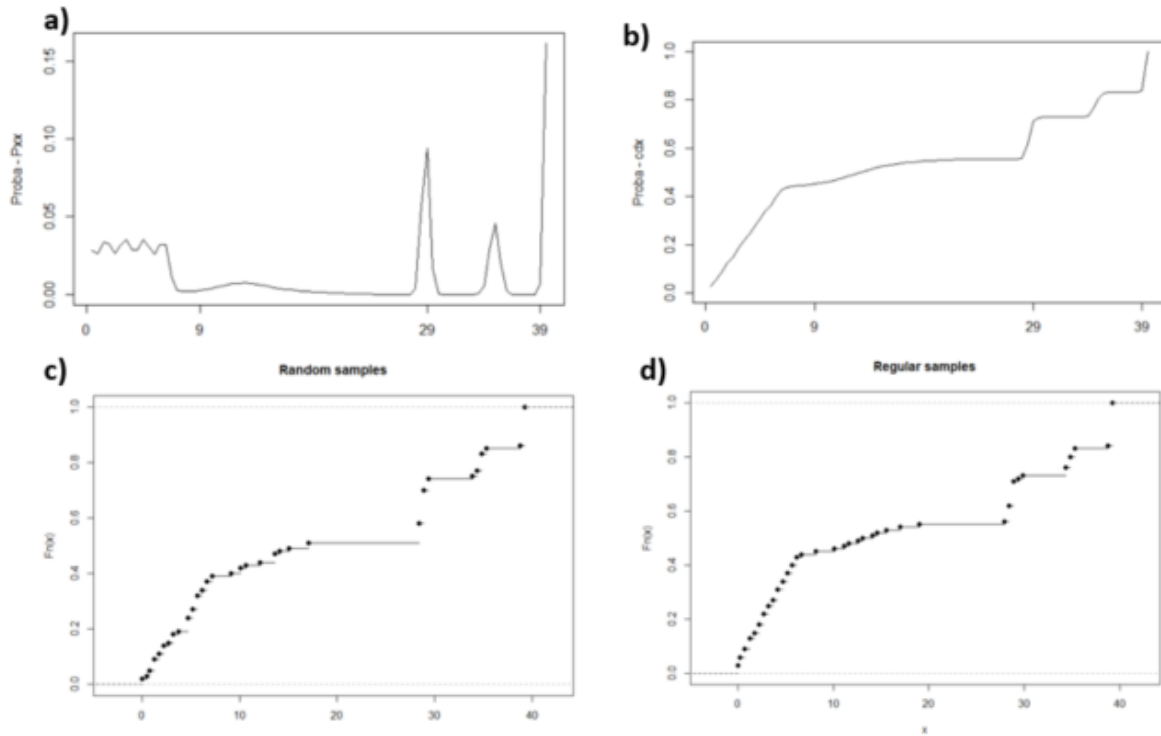 a)
Proba - Pxx
0.00 0.05 0.10 0.15
0 9 29 39
b)
Proba - cdx
0.0 0.2 0.4 0.6 0.8 1.0
0 9 29 39
c)
Random samples
Fn(x)
0.0 0.2 0.4 0.6 0.8 1.0
0 10 20 30 40
d)
Regular samples
Fn(x)
0.0 0.2 0.4 0.6 0.8 1.0
0 10 20 30 40
x